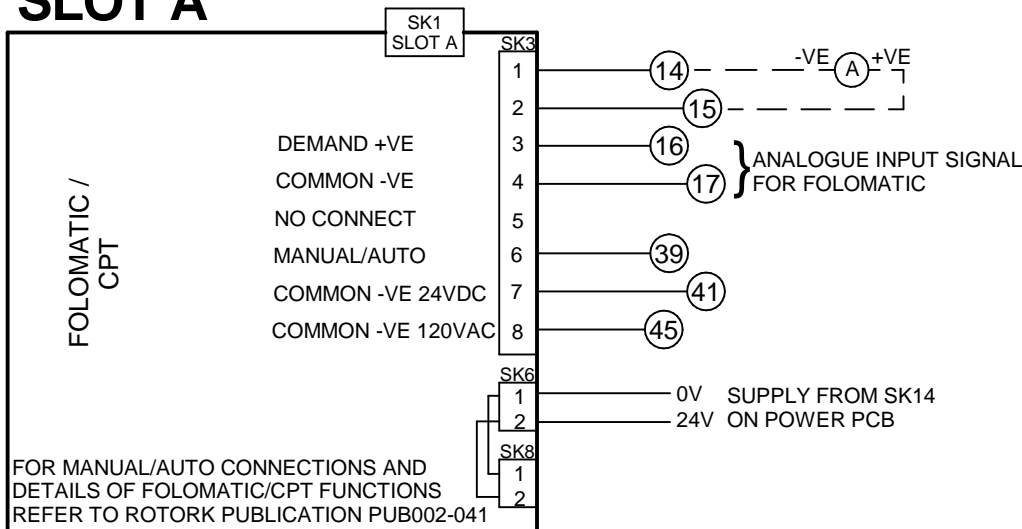 SLOT A
SK1
SLOT A
SK3
1
14
-VE
A
+VE
2
15
DEMAND +VE
3
16
COMMON -VE
4
17
}
ANALOGUE INPUT SIGNAL
FOR FOLOMATIC
NO CONNECT
5
MANUAL/AUTO
6
39
COMMON -VE 24VDC
7
41
COMMON -VE 120VAC
8
45
FOLOMATIC /
CPT
SK6
1
0V
SUPPLY FROM SK14
2
24V
ON POWER PCB
SK8
1
2
FOR MANUAL/AUTO CONNECTIONS AND
DETAILS OF FOLOMATIC/CPT FUNCTIONS
REFER TO ROTORK PUBLICATION PUB002-041